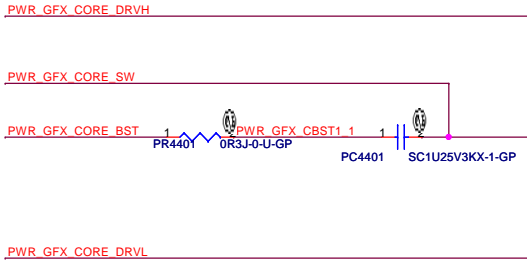 PWR_GFX_CORE_DRVH
PWR_GFX_CORE_SW
PWR_GFX_CORE_BST 1 PWR_GFX_CBST1_1 1
PR4401 0R3J-0-U-GP
PC4401 SC1U25V3KX-1-GP
PWR_GFX_CORE_DRVL